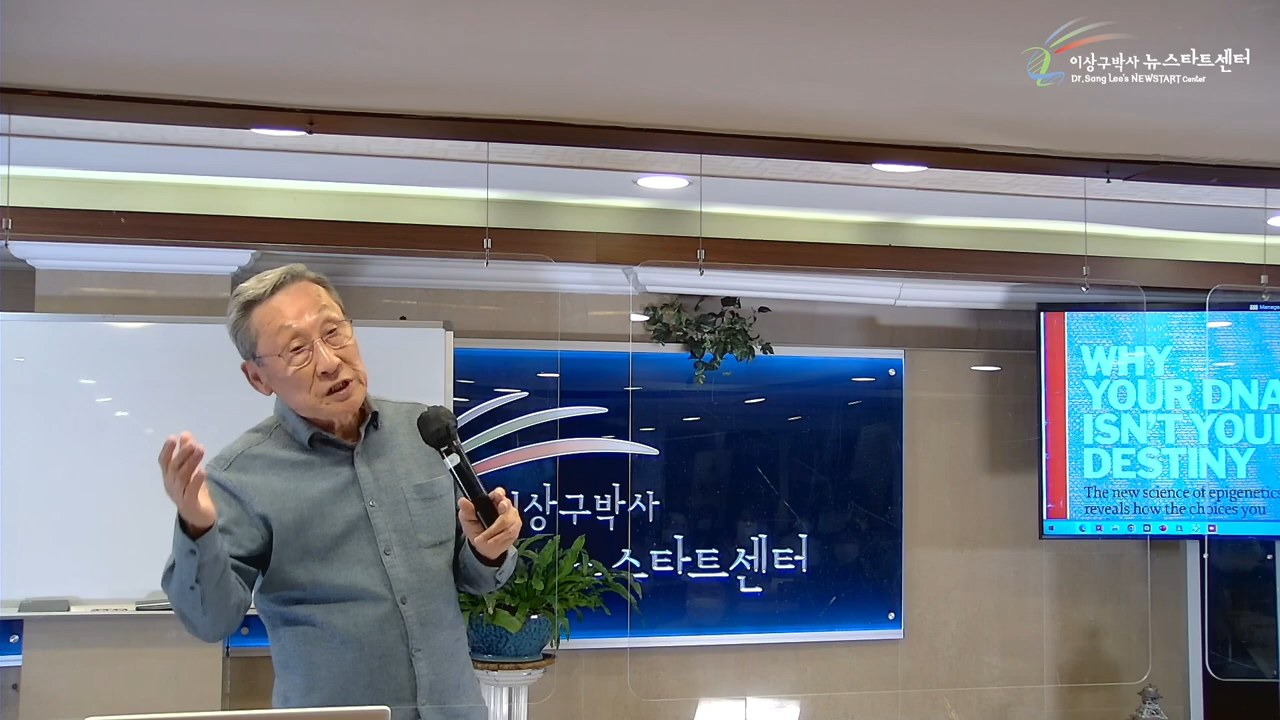 이상구박사 뉴스타트센터
Dr. Sang Lee's NEWSTART Center
WHY
YOUR DNA
ISN'T YOUR
DESTINY
The new science of epigenetics
reveals how the choices you
이상구박사
스타트센터